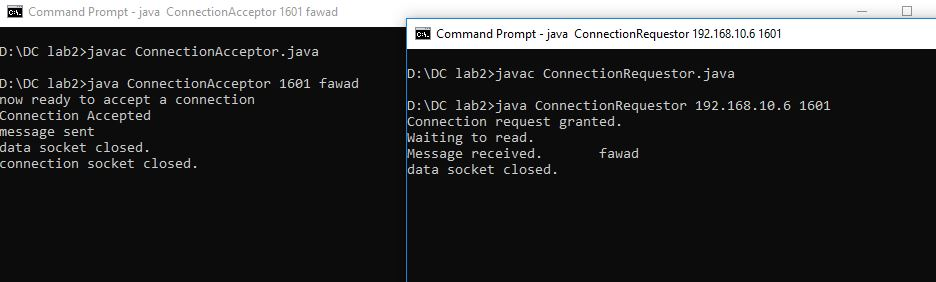 Command Prompt - java  ConnectionAcceptor 1601 fawad
D:\DC lab2>javac ConnectionAcceptor.java
D:\DC lab2>java ConnectionAcceptor 1601 fawad
now ready to accept a connection
Connection Accepted
message sent
data socket closed.
connection socket closed.
Command Prompt - java  ConnectionRequestor 192.168.10.6 1601
D:\DC lab2>javac ConnectionRequestor.java
D:\DC lab2>java ConnectionRequestor 192.168.10.6 1601
Connection request granted.
Waiting to read.
Message received.       fawad
data socket closed.